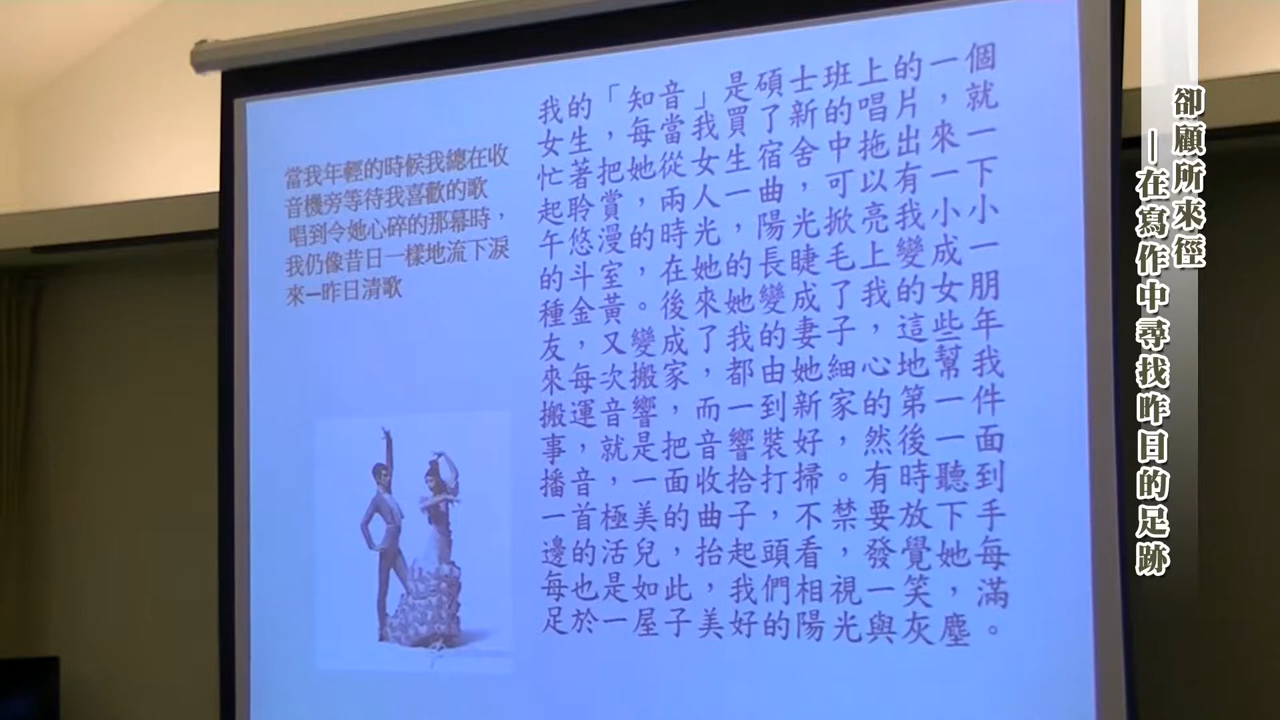 當我年輕的時候我總在收
音機旁等待我喜歡的歌
唱到令她心碎的那幕時，
我仍像昔日一樣地流下淚
來—昨日清歌
我的「知音」是碩士班上的一個
女生，每當我買了新的唱片，就
忙著把她從女生宿舍中拖出來一
起聆賞，兩人一曲，可以有一下
午悠漫的時光，陽光掀亮我小小
的斗室，在她的長睫毛上變成一
種金黃。後來她變成了我的女朋
友，又變成了我的妻子，這些年
來每次搬家，都由她細心地幫我
搬運音響，而一到新家的第一件
事，就是把音響裝好，然後一面
播音，一面收拾打掃。有時聽到
一首極美的曲子，不禁要放下手
邊的活兒，抬起頭看，發覺她每
每也是如此，我們相視一笑，滿
足於一屋子美好的陽光與灰塵。
卻顧所來徑
—在寫作中尋找昨日的足跡